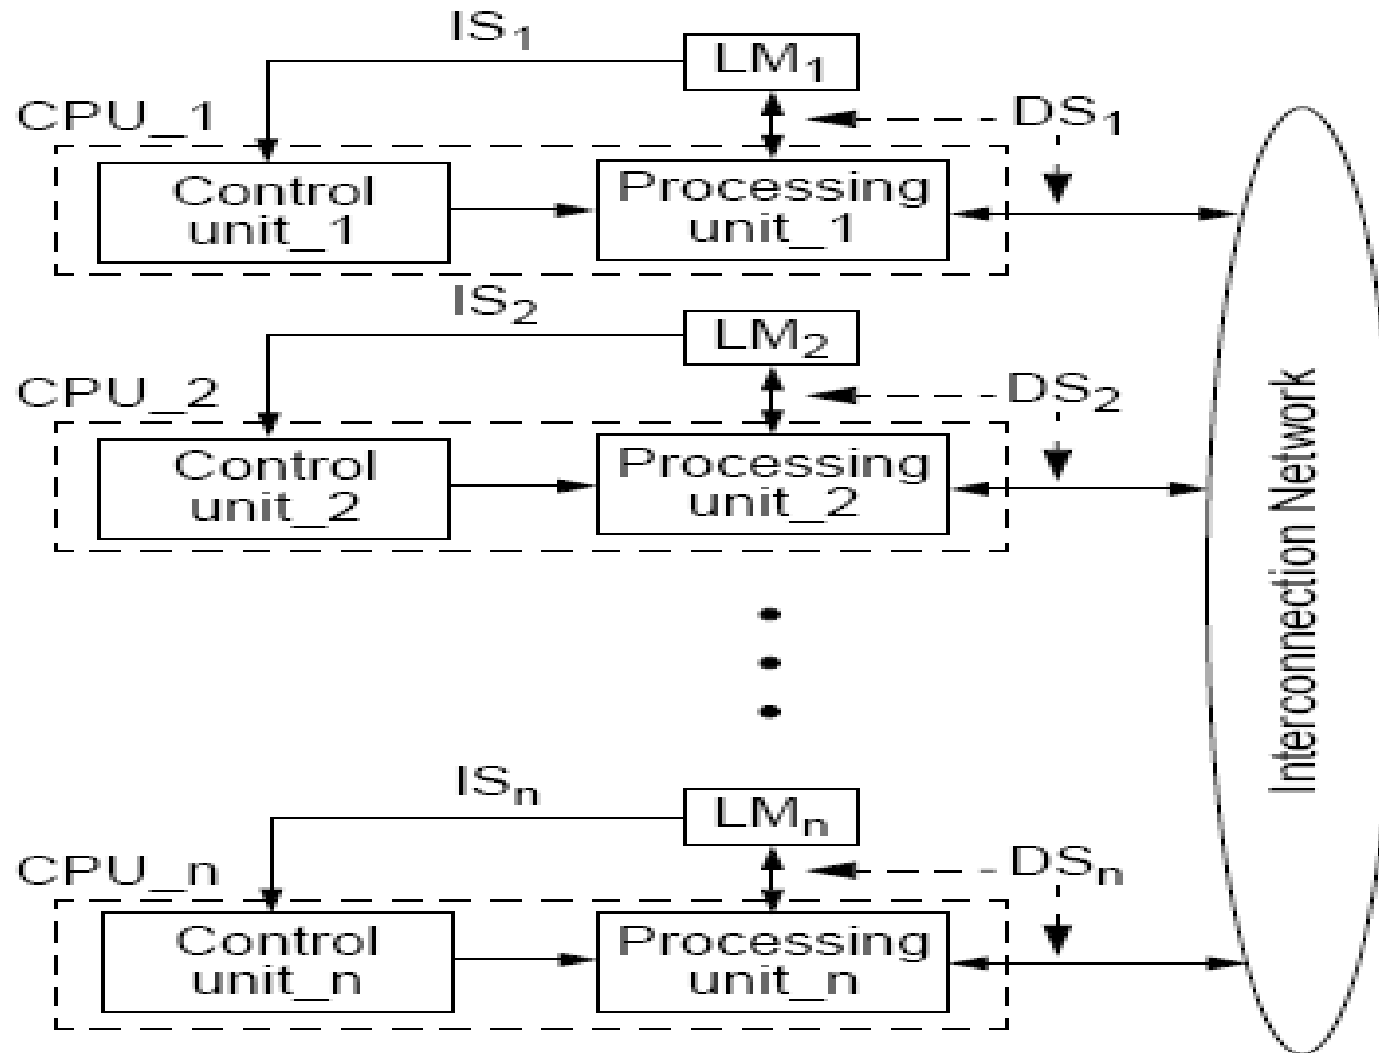 IS1
LM1
CPU_1
DS1
Control
unit_1
Processing
unit_1
IS2
LM2
CPU_2
DS2
Control
unit_2
Processing
unit_2
Interconnection Network
ISn
LMn
CPU_n
DSn
Control
unit_n
Processing
unit_n